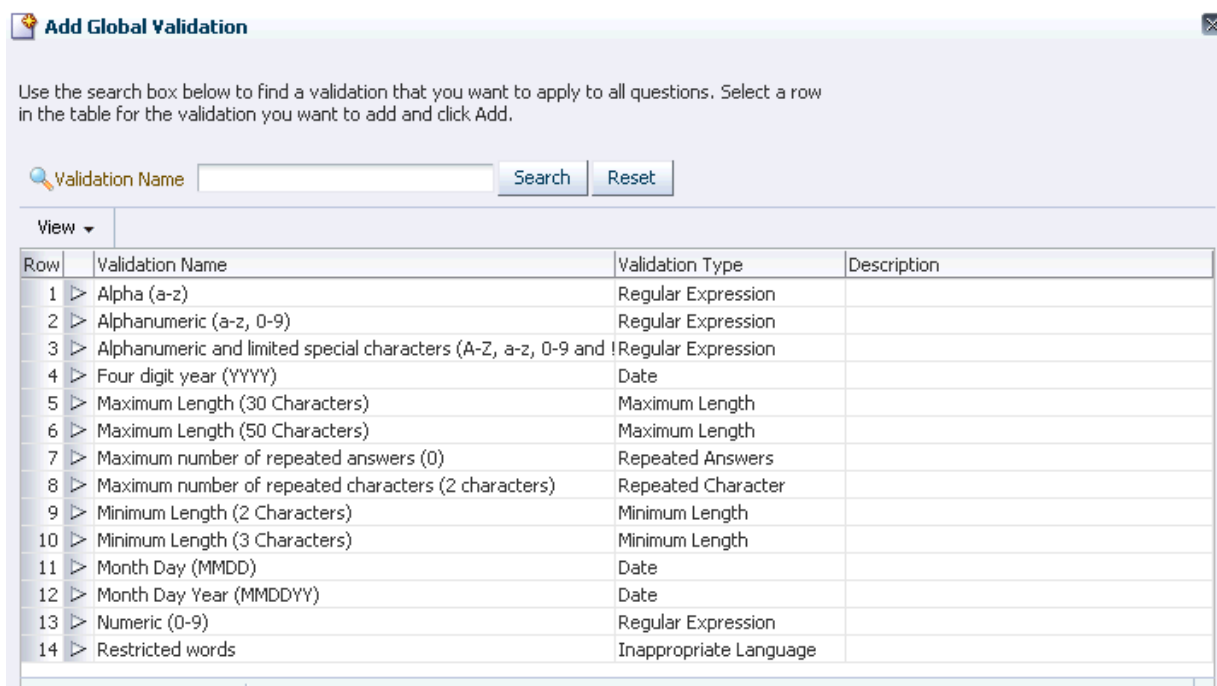 Add Global Validation
Use the search box below to find a validation that you want to apply to all questions. Select a row
in the table for the validation you want to add and click Add.
Validation Name Search Reset
View
Row Validation Name Validation Type Description
1 Alpha (a-z) Regular Expression
2 Alphanumeric (a-z, 0-9) Regular Expression
3 Alphanumeric and limited special characters (A-Z, a-z, 0-9 and ! Regular Expression
4 Four digit year (YYYY) Date
5 Maximum Length (30 Characters) Maximum Length
6 Maximum Length (50 Characters) Maximum Length
7 Maximum number of repeated answers (0) Repeated Answers
8 Maximum number of repeated characters (2 characters) Repeated Character
9 Minimum Length (2 Characters) Minimum Length
10 Minimum Length (3 Characters) Minimum Length
11 Month Day (MMDD) Date
12 Month Day Year (MMDDYY) Date
13 Numeric (0-9) Regular Expression
14 Restricted words Inappropriate Language